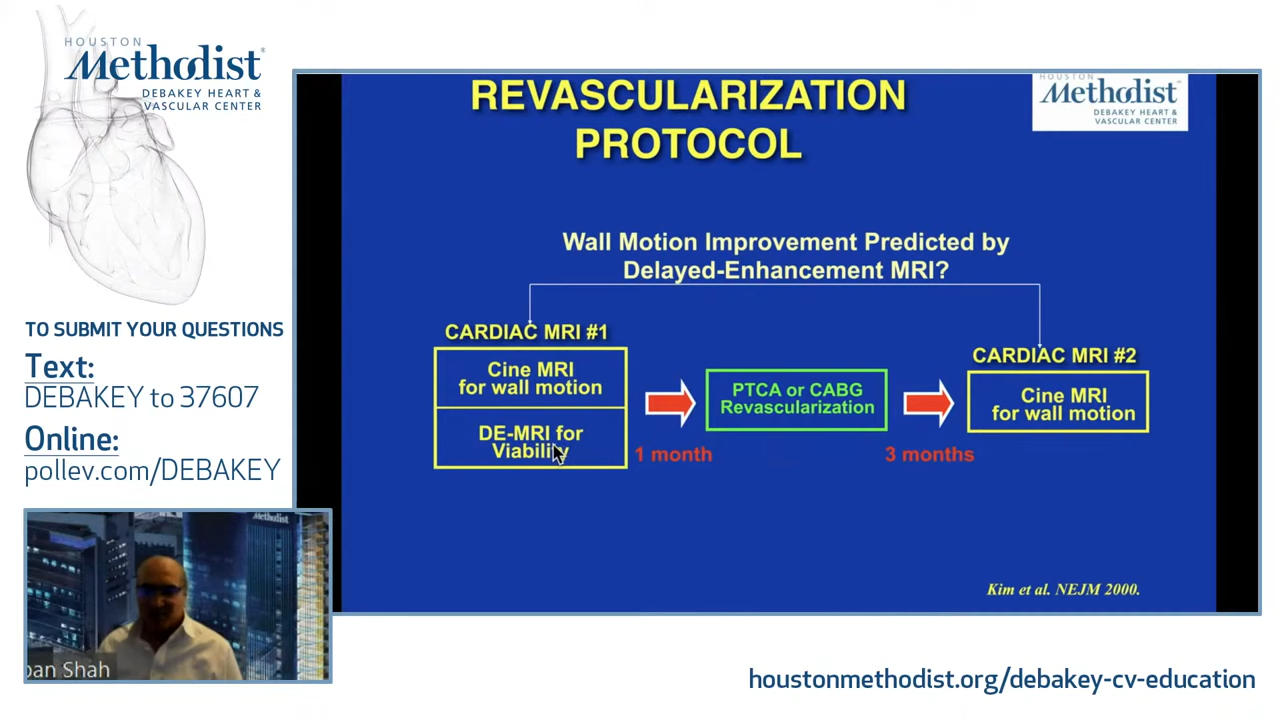 HOUSTON
Methodist
DEBAKEY HEART &
VASCULAR CENTER
TO SUBMIT YOUR QUESTIONS
Text:
DEBAKEY to 37607
Online:
pollev.com/DEBAKEY
Methodist
pan Shah
REVASCULARIZATION
PROTOCOL
HOUSTON
Methodist
DEBAKEY HEART &
VASCULAR CENTER
Wall Motion Improvement Predicted by
Delayed-Enhancement MRI?
CARDIAC MRI #1
Cine MRI
for wall motion
DE-MRI for
Viability
1 month
PTCA or CABG
Revascularization
3 months
CARDIAC MRI #2
Cine MRI
for wall motion
Kim et al. NEJM 2000.
houstonmethodist.org/debakey-cv-education